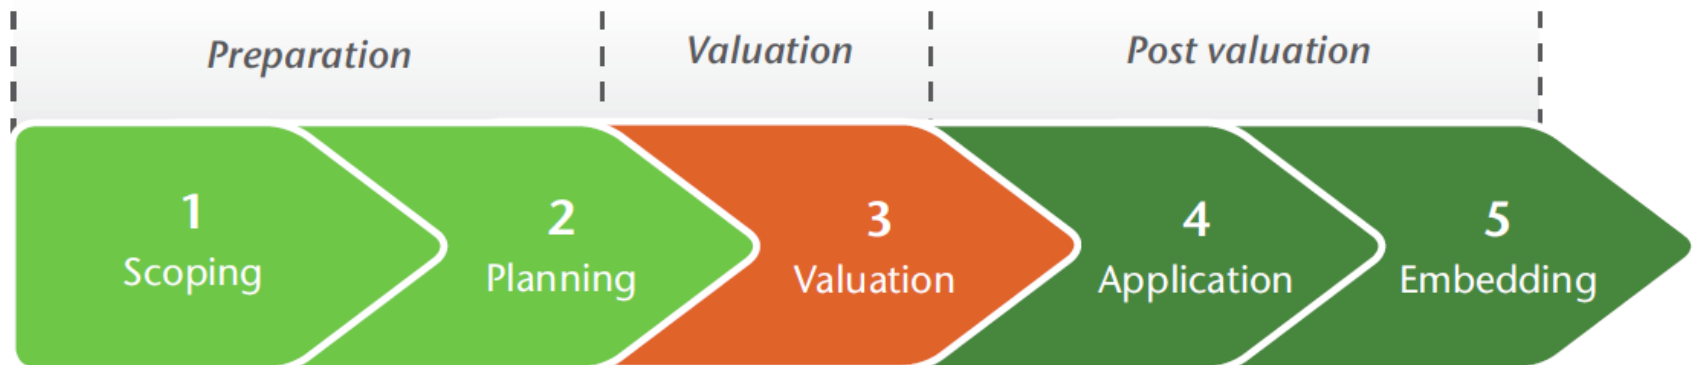 Preparation
Valuation
Post valuation
1
Scoping
2
Planning
3
Valuation
4
Application
5
Embedding